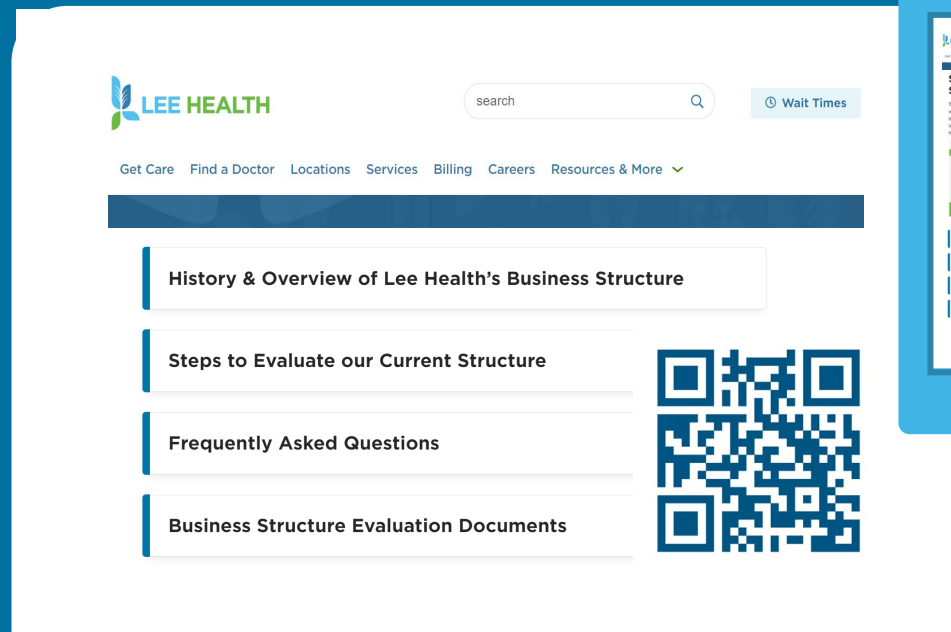 LEE HEALTH
search
Wait Times
Get Care Find a Doctor Locations Services Billing Careers Resources & More
History & Overview of Lee Health’s Business Structure
Steps to Evaluate our Current Structure
Frequently Asked Questions
Business Structure Evaluation Documents